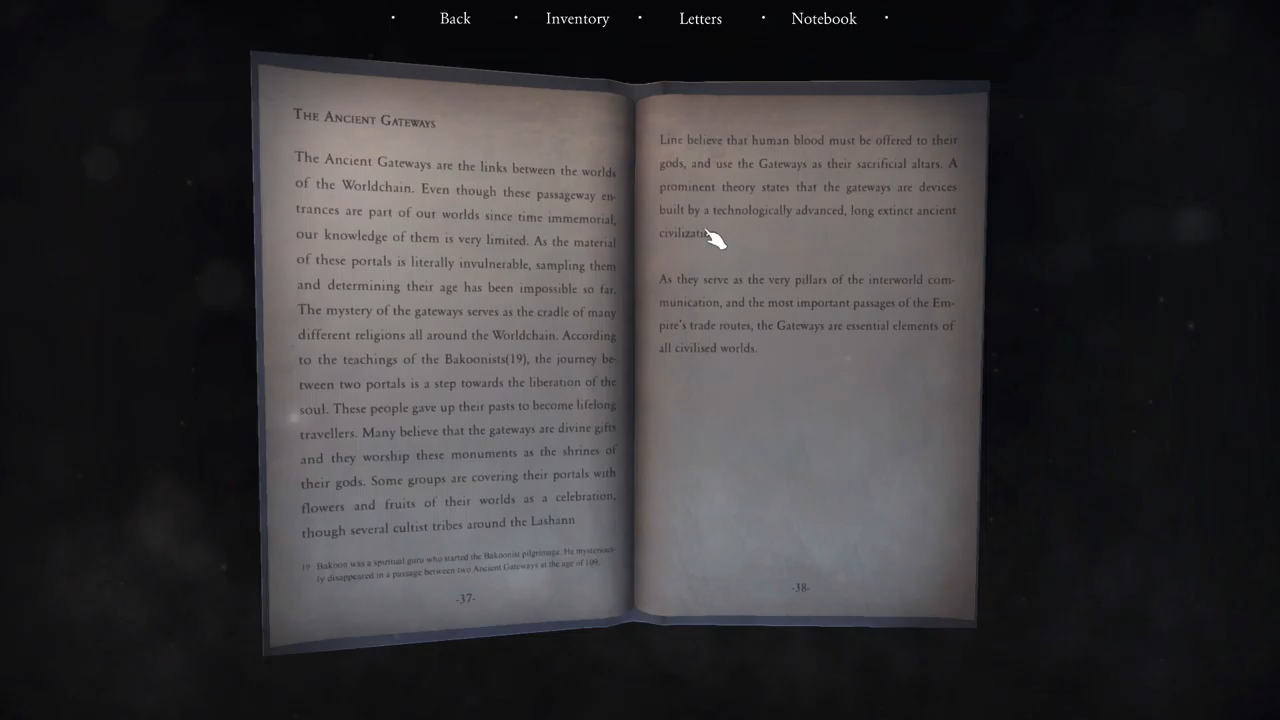 Back
Inventory
Letters
Notebook
The Ancient Gateways
The Ancient Gateways are the links between the worlds
of the Worldchain. Even though these passageway en-
trances are part of our worlds since time immemorial,
our knowledge of them is very limited. As the material
of these portals is literally invulnerable, sampling them
and determining their age has been impossible so far.
The mystery of the gateways serves as the cradle of many
different religions all around the Worldchain. According
to the teachings of the Bakoonists(19), the journey be-
tween two portals is a step towards the liberation of the
soul. These people gave up their pasts to become lifelong
travellers. Many believe that the gateways are divine gifts
and they worship these monuments as the shrines of
their gods. Some groups are covering their portals with
flowers and fruits of their worlds as a celebration,
though several cultist tribes around the Lashann
19 Bakoon was a spiritual guru who started the Bakoonist pilgrimage. He mysterious-
ly disappeared in a passage between two Ancient Gateways at the age of 109.
-37-
Line believe that human blood must be offered to their
gods, and use the Gateways as their sacrificial altars. A
prominent theory states that the gateways are devices
built by a technologically advanced, long extinct ancient
As they serve as the very pillars of the interworld com-
munication, and the most important passages of the Em-
pire's trade routes, the Gateways are essential elements of
all civilised worlds.
-38-